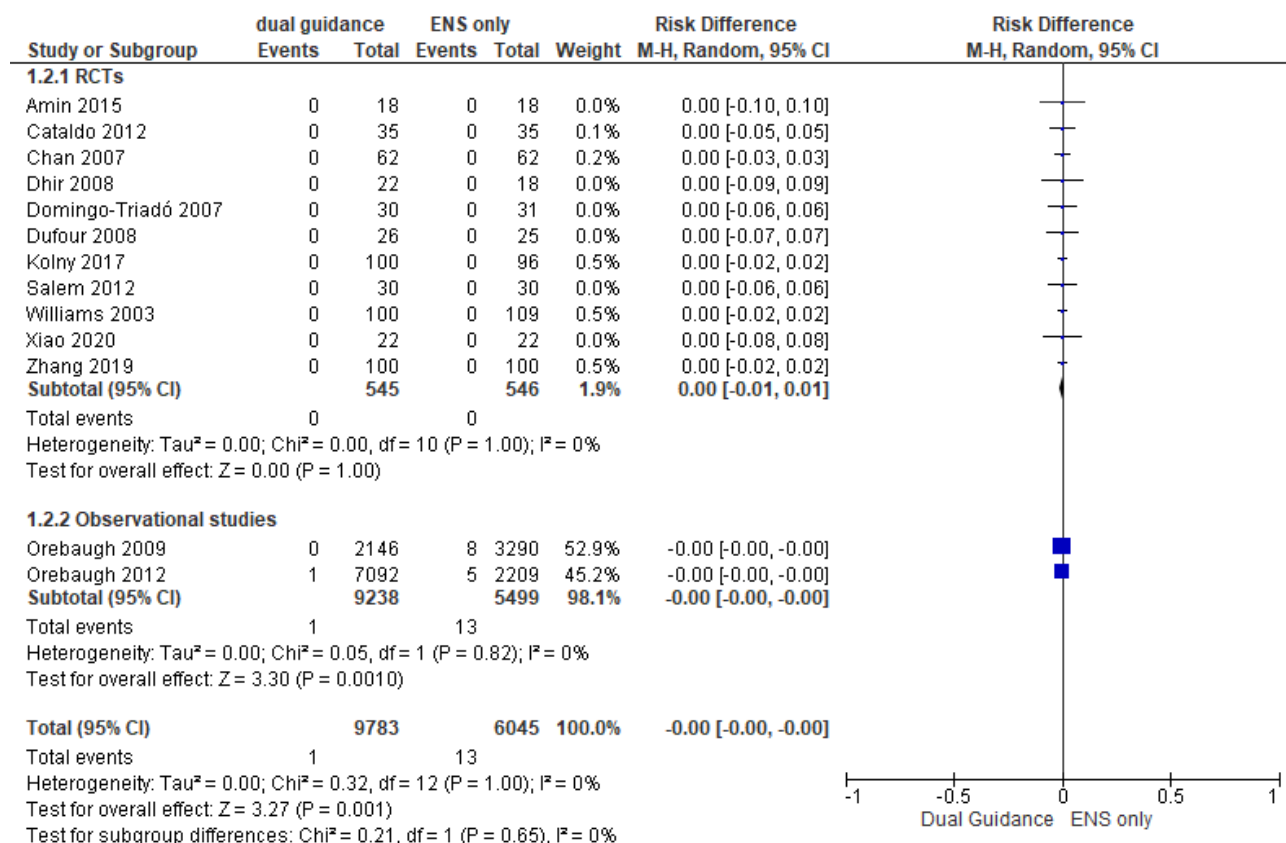 dual guidance ENS only Risk Difference Risk Difference
Study or Subgroup Events Total Events Total Weight M-H, Random, 95% CI M-H, Random, 95% CI
1.2.1 RCTs
Amin 2015 0 18 0 18 0.0% 0.00 [-0.10, 0.10]
Cataldo 2012 0 35 0 35 0.1% 0.00 [-0.05, 0.05]
Chan 2007 0 62 0 62 0.2% 0.00 [-0.03, 0.03]
Dhir 2008 0 22 0 18 0.0% 0.00 [-0.09, 0.09]
Domingo-Triadó 2007 0 30 0 31 0.0% 0.00 [-0.06, 0.06]
Dufour 2008 0 26 0 25 0.0% 0.00 [-0.07, 0.07]
Kolny 2017 0 100 0 96 0.5% 0.00 [-0.02, 0.02]
Salem 2012 0 30 0 30 0.0% 0.00 [-0.06, 0.06]
Williams 2003 0 100 0 109 0.5% 0.00 [-0.02, 0.02]
Xiao 2020 0 22 0 22 0.0% 0.00 [-0.08, 0.08]
Zhang 2019 0 100 0 100 0.5% 0.00 [-0.02, 0.02]
Subtotal (95% CI) 545 546 1.9% 0.00 [-0.01, 0.01]
Total events 0 0
Heterogeneity: Tau² = 0.00; Chi² = 0.00, df = 10 (P = 1.00); I² = 0%
Test for overall effect: Z = 0.00 (P = 1.00)
1.2.2 Observational studies
Orebaugh 2009 0 2146 8 3290 52.9% -0.00 [-0.00, -0.00]
Orebaugh 2012 1 7092 5 2209 45.2% -0.00 [-0.00, -0.00]
Subtotal (95% CI) 9238 5499 98.1% -0.00 [-0.00, -0.00]
Total events 1 13
Heterogeneity: Tau² = 0.00; Chi² = 0.05, df = 1 (P = 0.82); I² = 0%
Test for overall effect: Z = 3.30 (P = 0.0010)
Total (95% CI) 9783 6045 100.0% -0.00 [-0.00, -0.00]
Total events 1 13
Heterogeneity: Tau² = 0.00; Chi² = 0.32, df = 12 (P = 1.00); I² = 0%
Test for overall effect: Z = 3.27 (P = 0.001)
Test for subgroup differences: Chi² = 0.21, df = 1 (P = 0.65), I² = 0%
-1 -0.5 0 0.5 1
Dual Guidance ENS only